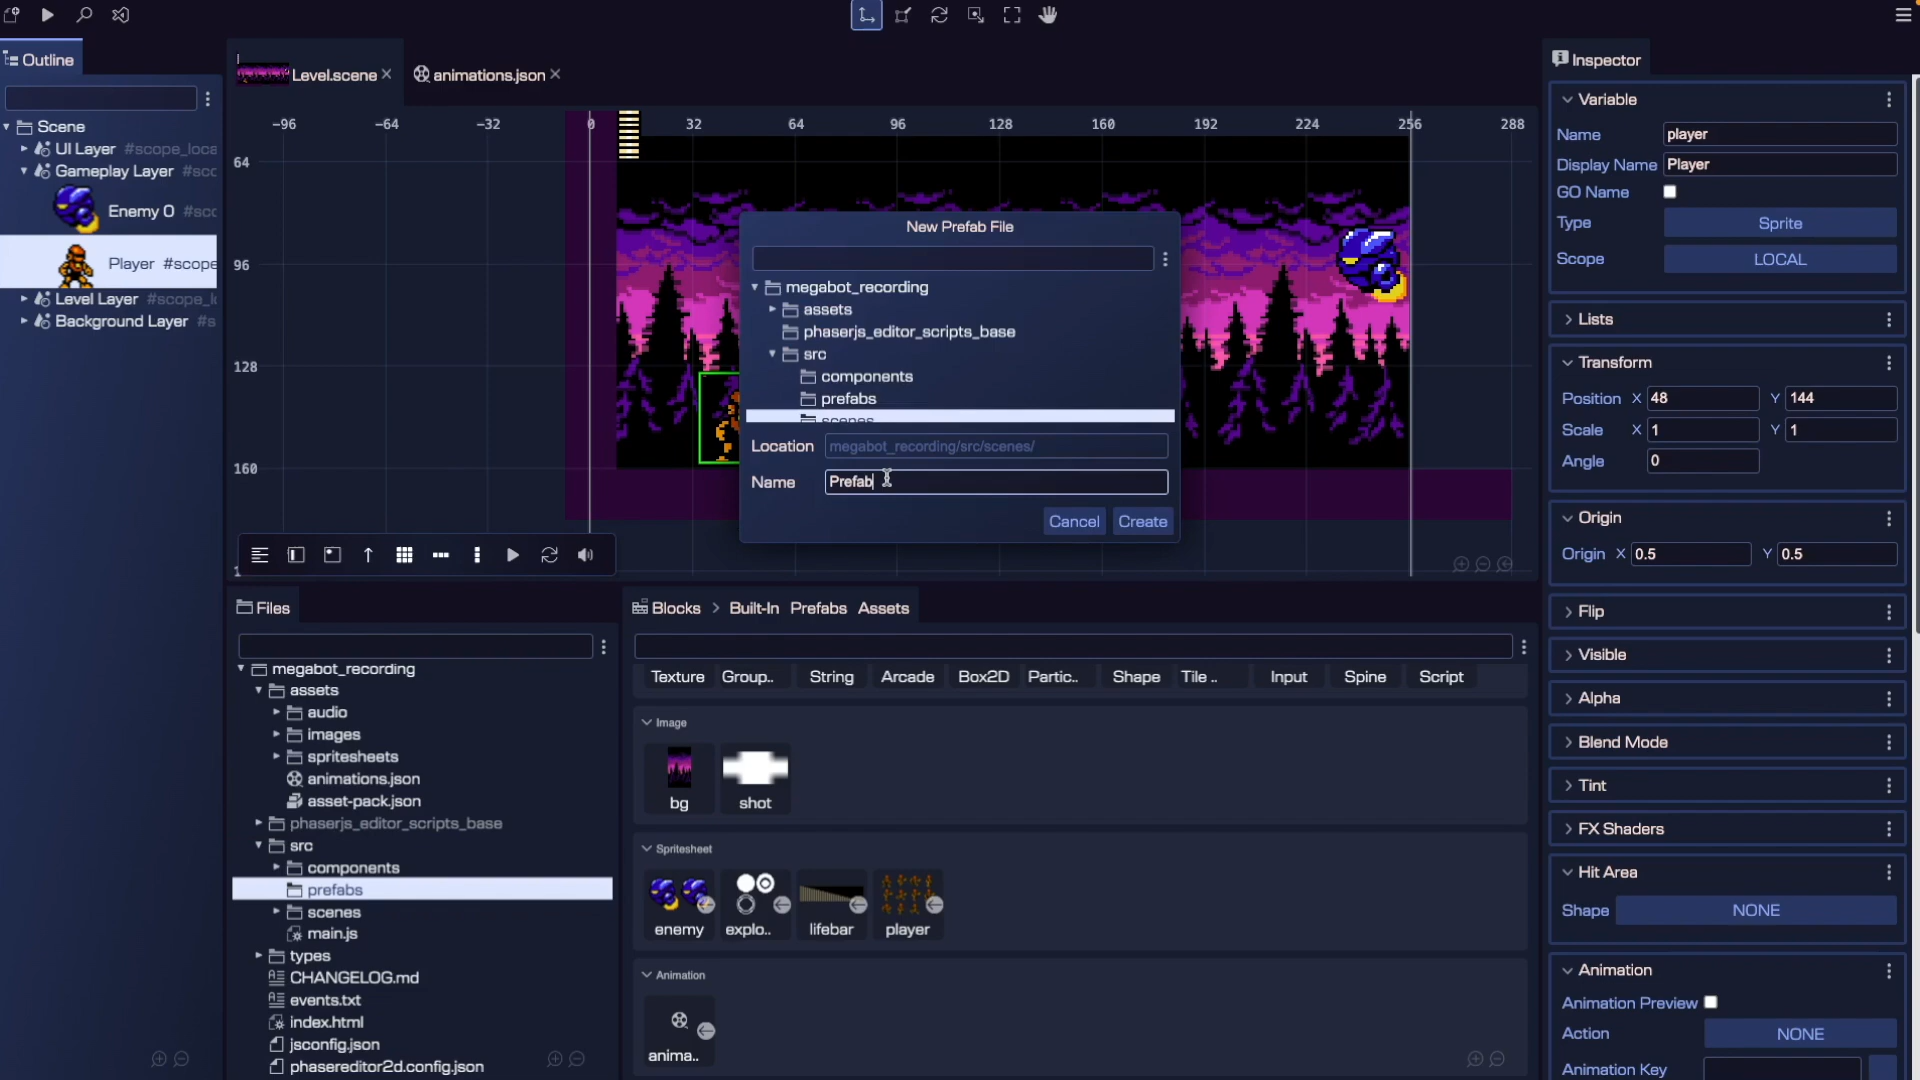 Outline
Scene
UI Layer #scope_loca
Gameplay Layer #sco
Enemy O #sco
Player #scope
Level Layer #scope_l
Background Layer #s
Level.scene
animations.json
-96 -64 -32 0 32 64 96 128 160 192 224 256 288
64
96
128
160
New Prefab File
megabot_recording
assets
phaserjs_editor_scripts_base
src
components
prefabs
scenes
Location megabot_recording/src/scenes/
Name Prefab
Cancel Create
Files
megabot_recording
assets
audio
images
spritesheets
animations.json
asset-pack.json
phaserjs_editor_scripts_base
src
components
prefabs
scenes
main.js
types
CHANGELOG.md
events.txt
index.html
jsconfig.json
phasereditor2d.config.json
Blocks > Built-In Prefabs Assets
Texture Group.. String Arcade Box2D Partic.. Shape Tile .. Input Spine Script
Image
bg shot
Spritesheet
enemy explo.. lifebar player
Animation
anima..
Inspector
Variable
Name player
Display Name Player
GO Name
Type Sprite
Scope LOCAL
Lists
Transform
Position X 48 Y 144
Scale X 1 Y 1
Angle 0
Origin
Origin X 0.5 Y 0.5
Flip
Visible
Alpha
Blend Mode
Tint
FX Shaders
Hit Area
Shape NONE
Animation
Animation Preview
Action NONE
Animation Key